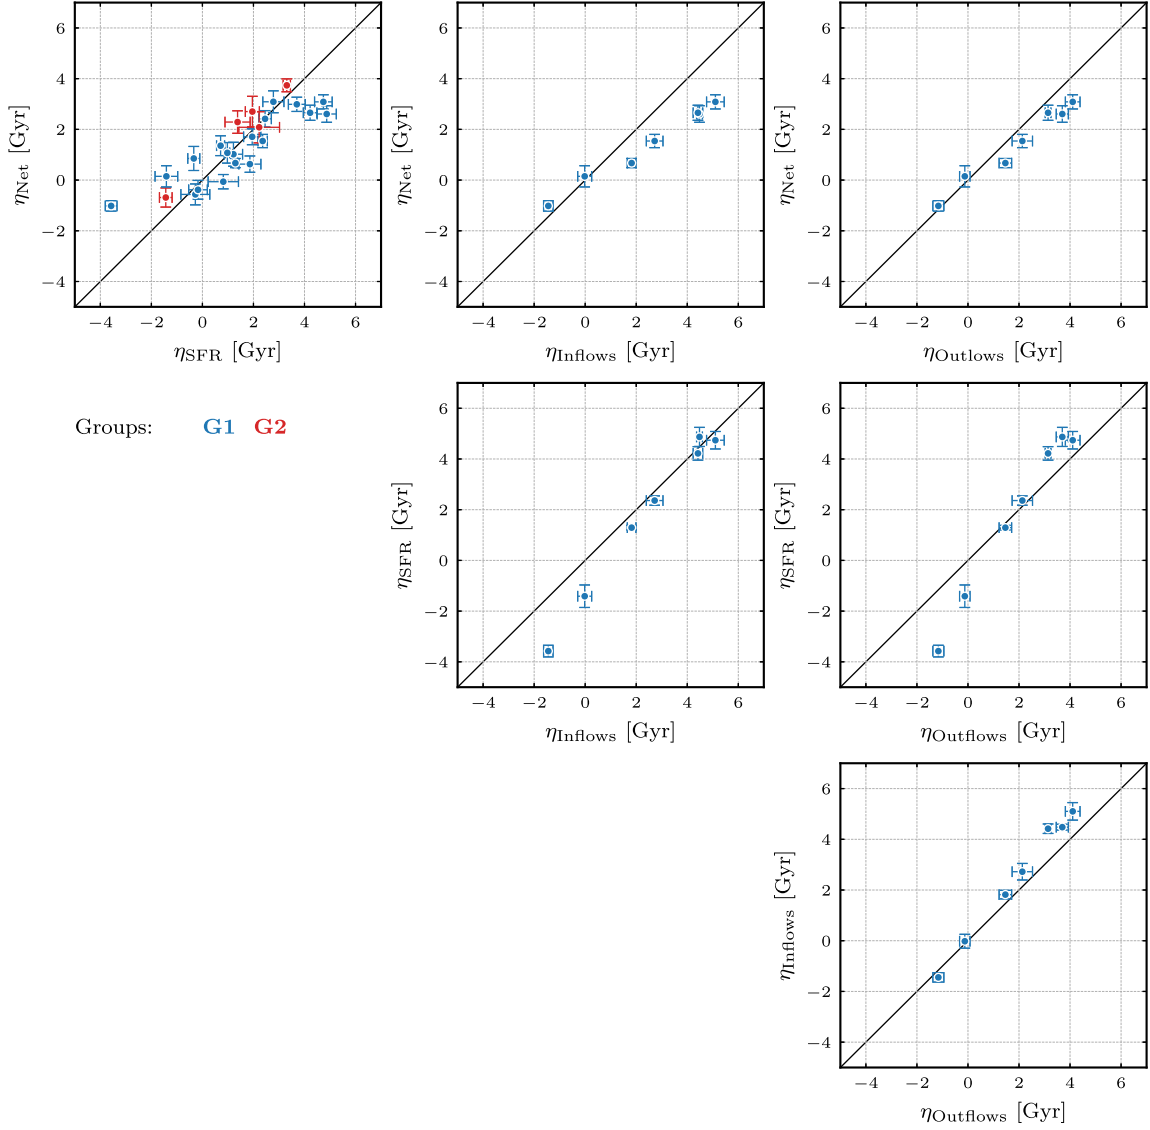 η_Net [Gyr]
6
4
2
0
−2
−4
−4 −2 0 2 4 6
η_SFR [Gyr]
η_Net [Gyr]
6
4
2
0
−2
−4
−4 −2 0 2 4 6
η_Inflows [Gyr]
η_Net [Gyr]
6
4
2
0
−2
−4
−4 −2 0 2 4 6
η_Outlows [Gyr]
Groups: G1 G2
η_SFR [Gyr]
6
4
2
0
−2
−4
−4 −2 0 2 4 6
η_Inflows [Gyr]
η_SFR [Gyr]
6
4
2
0
−2
−4
−4 −2 0 2 4 6
η_Outflows [Gyr]
η_Inflows [Gyr]
6
4
2
0
−2
−4
−4 −2 0 2 4 6
η_Outflows [Gyr]